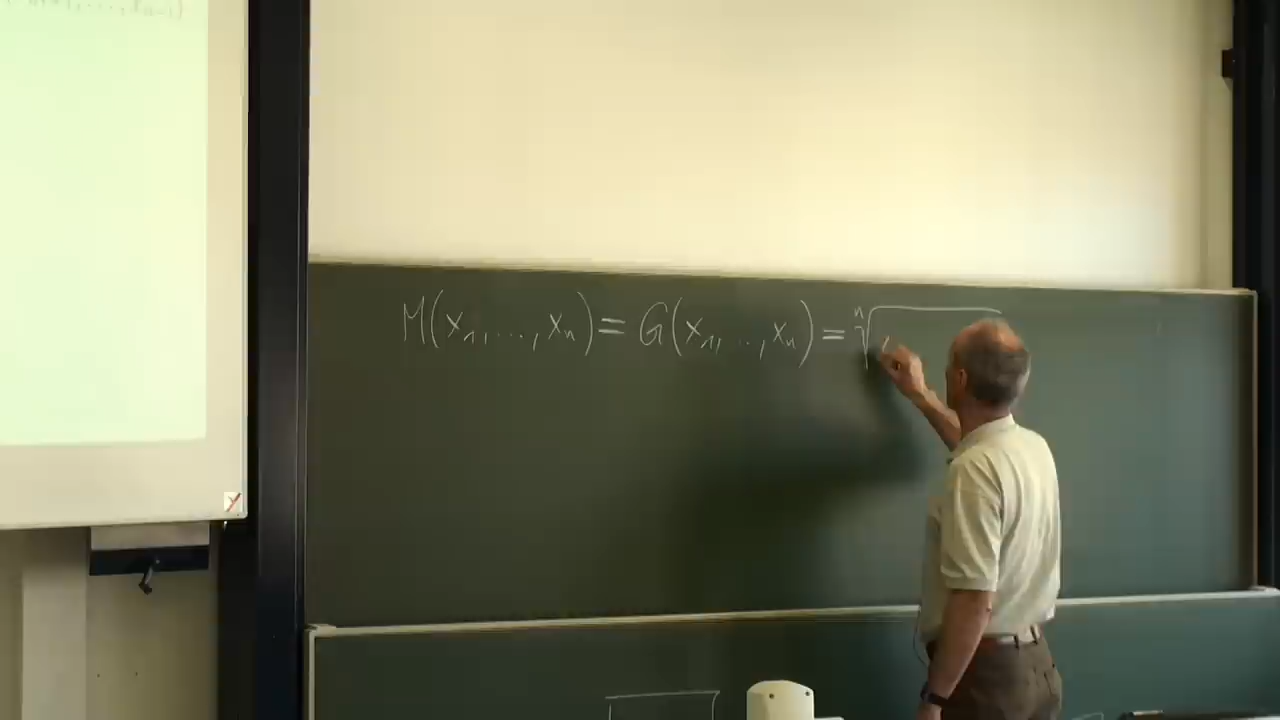 M(x₁,...,xₙ) = G(x₁,...,xₙ) = ⁿ√